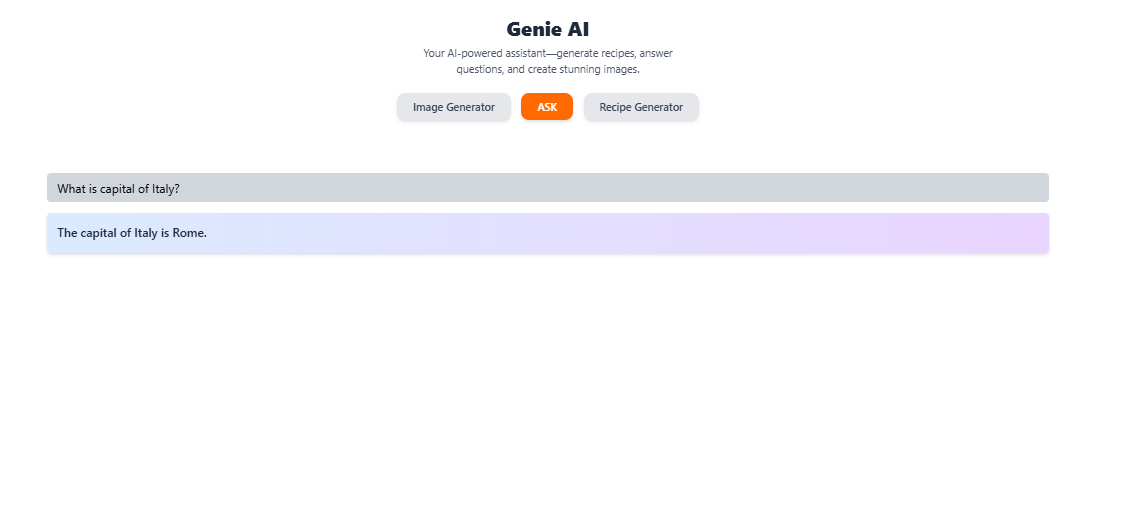 Genie AI
Your AI-powered assistant—generate recipes, answer
questions, and create stunning images.
Image Generator
ASK
Recipe Generator
What is capital of Italy?
The capital of Italy is Rome.